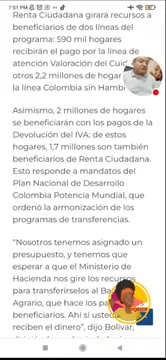 7:51 PM
Renta Ciudadana girará recursos a
beneficiarios de dos líneas del
programa: 590 mil hogares
recibirán el pago por la línea de
atención Valoración del Cuid
otros 2,2 millones de hogar
la línea Colombia sin Hamb
Asimismo, 2 millones de hogares
se beneficiarán con los pagos de la
Devolución del IVA: de estos
hogares, 1,7 millones son también
beneficiarios de Renta Ciudadana.
Esto responde a mandatos del
Plan Nacional de Desarrollo
Colombia Potencia Mundial, que
ordenó la armonización de los
programas de transferencias.
"Nosotros tenemos asignado un
presupuesto, y tenemos que
esperar a que el Ministerio de
Hacienda nos gire los recursos
para transferírselos al Banco
Agrario, que hace los pa
beneficiarios. Ahí sí uste
reciben el dinero", dijo Bolívar,